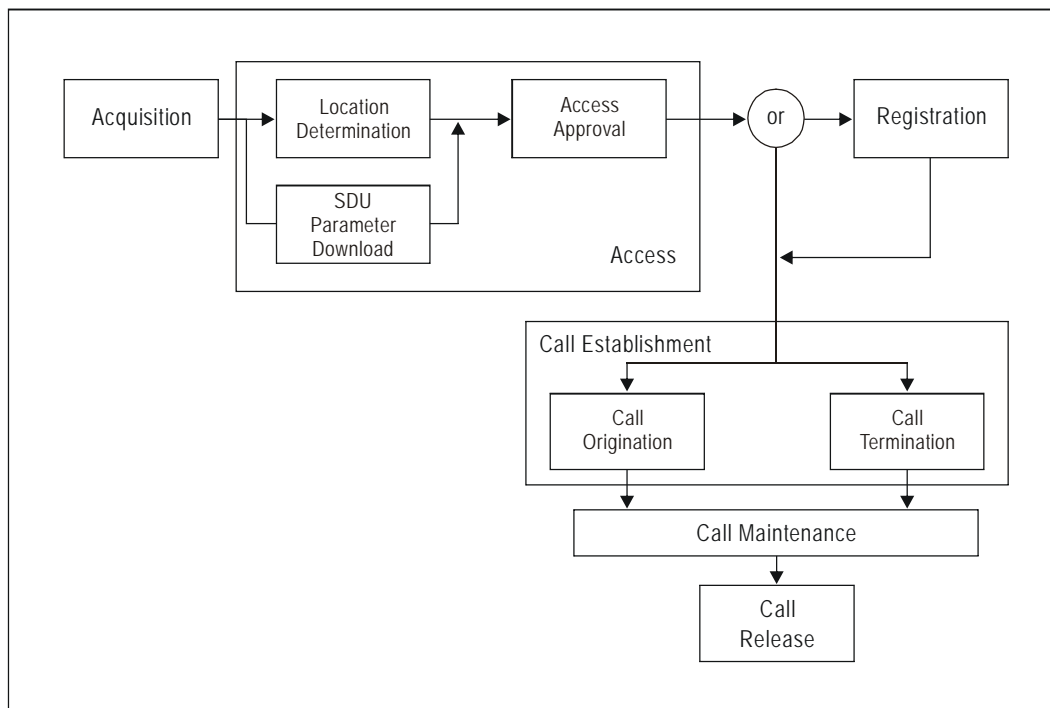 Acquisition
Location
Determination
SDU
Parameter
Download
Access
Approval
Access
or
Registration
Call Establishment
Call
Origination
Call
Termination
Call Maintenance
Call
Release